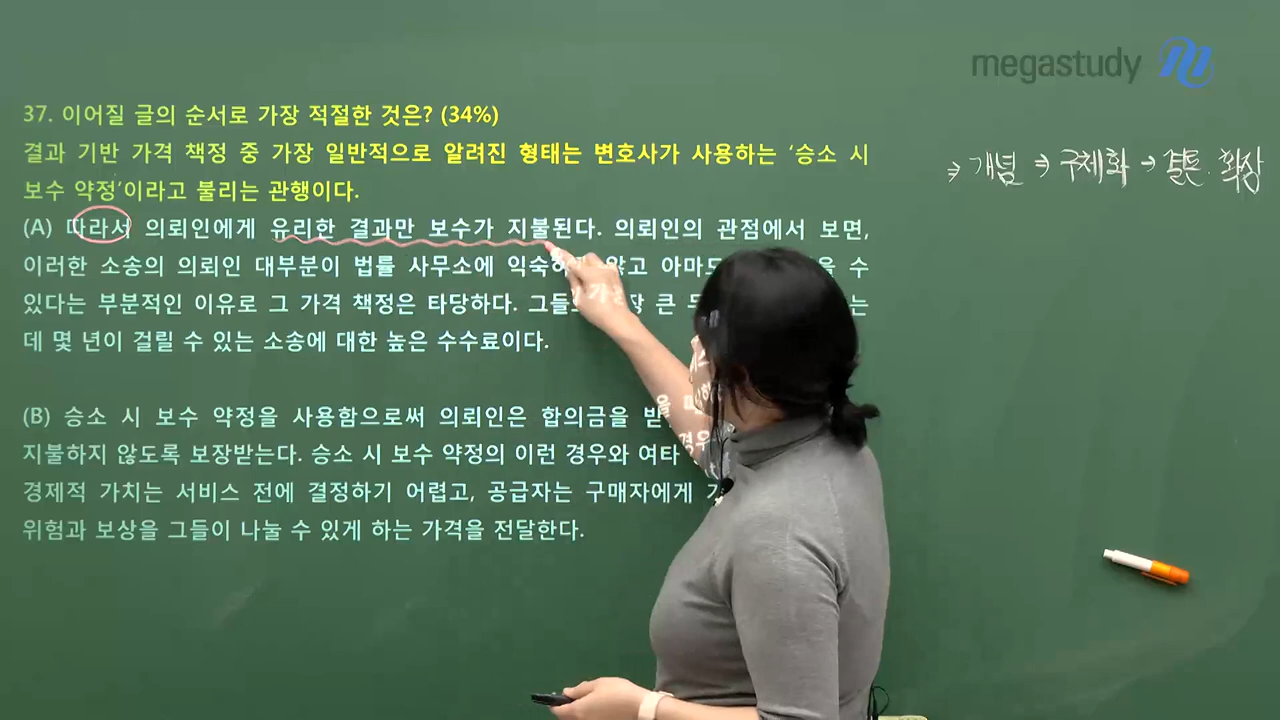 megastudy
37. 이어질 글의 순서로 가장 적절한 것은? (34%)
결과 기반 가격 책정 중 가장 일반적으로 알려진 형태는 변호사가 사용하는 ‘승소 시
보수 약정’이라고 불리는 관행이다.
⇒ 개념 ⇒ 구체화 → 결론. 확장
(A) 따라서 의뢰인에게 유리한 결과만 보수가 지불된다. 의뢰인의 관점에서 보면,
이러한 소송의 의뢰인 대부분이 법률 사무소에 수
있다는 부분적인 이유로 그 가격 책정은 타당하다. 큰 는
데 몇 년이 걸릴 수 있는 소송에 대한 높은 수수료이다.
(B) 승소 시 보수 약정을 사용함으로써 의뢰인은 합의금을
지불하지 않도록 보장받는다. 승소 시 보수 약정의 이런 경우와 여타
경제적 가치는 서비스 전에 결정하기 어렵고, 공급자는 구매자에게
위험과 보상을 그들이 나눌 수 있게 하는 가격을 전달한다.